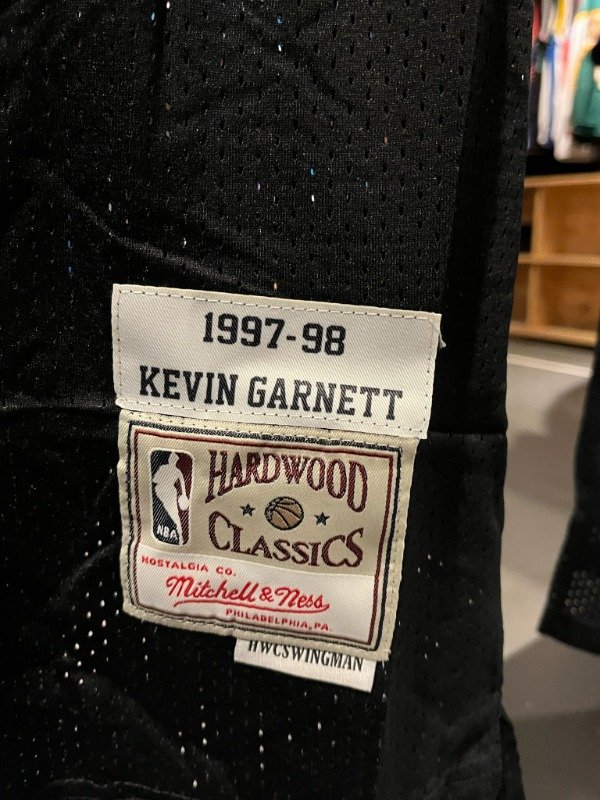 1997-98
KEVIN GARNETT
HARDWOOD
CLASSICS
NBA
NOSTALGIA CO.
Mitchell & Ness
PHILADELPHIA, PA.
HWCSWINGMAN